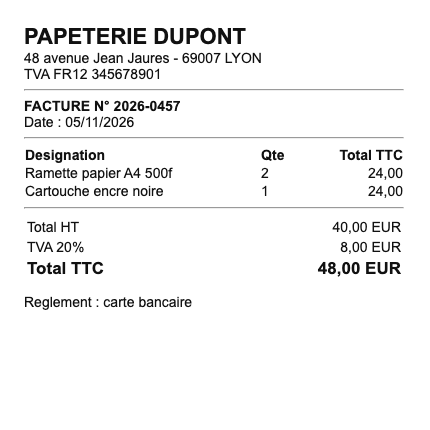 PAPETERIE DUPONT
48 avenue Jean Jaures - 69007 LYON
TVA FR12 345678901
FACTURE N° 2026-0457
Date : 05/11/2026
Designation Qte Total TTC
Ramette papier A4 500f 2 24,00
Cartouche encre noire 1 24,00
Total HT 40,00 EUR
TVA 20% 8,00 EUR
Total TTC 48,00 EUR
Reglement : carte bancaire